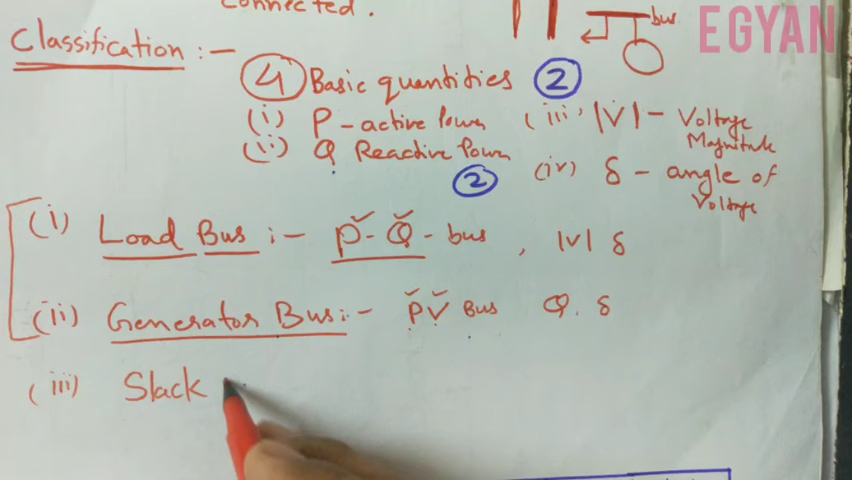 connected.
bus
EGYAN
Classification :-
4 Basic quantities 2
(i) P - active Power (iii) |V| - Voltage Magnitude
(ii) Q Reactive Power
2 (iv) δ - angle of Voltage
(i) Load Bus :- P - Q - bus , |V| δ
(ii) Generator Bus :- PV Bus Q, δ
(iii) Slack